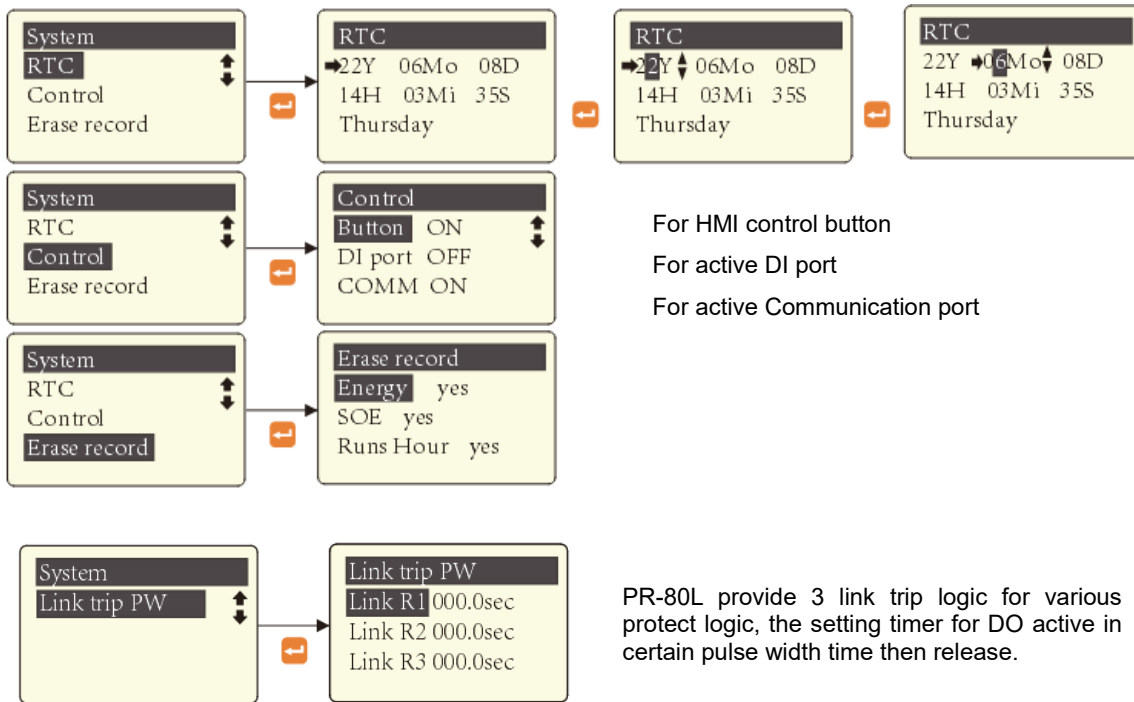 System
RTC
Control
Erase record
RTC
22Y 06Mo 08D
14H 03Mi 35S
Thursday
RTC
22Y 06Mo 08D
14H 03Mi 35S
Thursday
RTC
22Y 06Mo 08D
14H 03Mi 35S
Thursday
System
RTC
Control
Erase record
Control
Button ON
DI port OFF
COMM ON
For HMI control button
For active DI port
For active Communication port
System
RTC
Control
Erase record
Erase record
Energy yes
SOE yes
Runs Hour yes
System
Link trip PW
Link trip PW
Link R1 000.0sec
Link R2 000.0sec
Link R3 000.0sec
PR-80L provide 3 link trip logic for various
protect logic, the setting timer for DO active in
certain pulse width time then release.